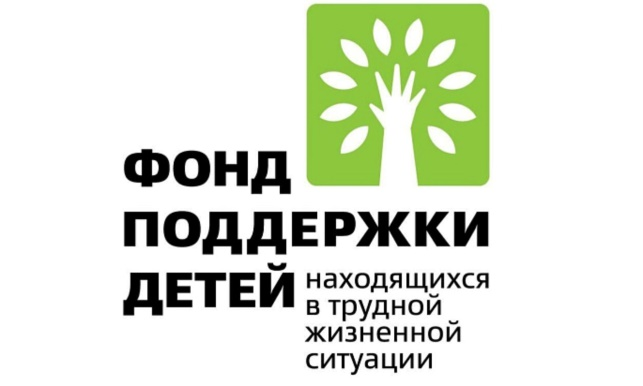 ФОНД
ПОДДЕРЖКИ
ДЕТЕЙ
находящихся
в трудной
жизненной
ситуации